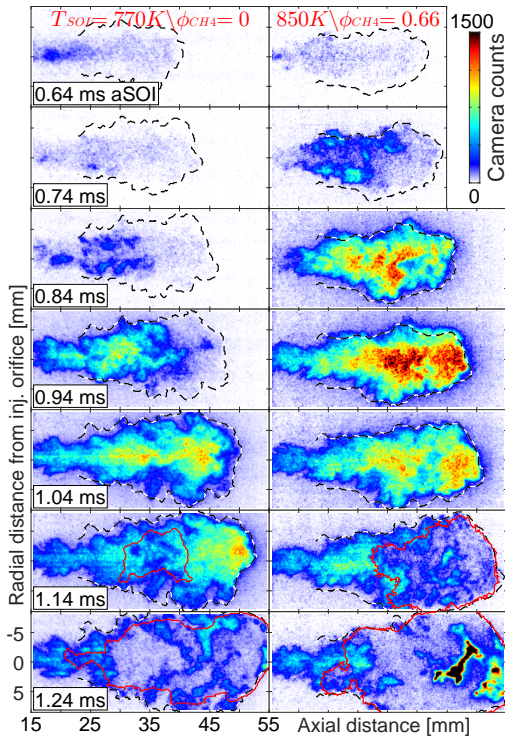 T_SOI = 770K\ϕ_CH4 = 0
850K\ϕ_CH4 = 0.66
1500
Camera counts
0
0.64 ms aSOI
0.74 ms
0.84 ms
0.94 ms
1.04 ms
1.14 ms
1.24 ms
Radial distance from inj. orifice [mm]
-5
0
5
15 25 35 45 55 Axial distance [mm]